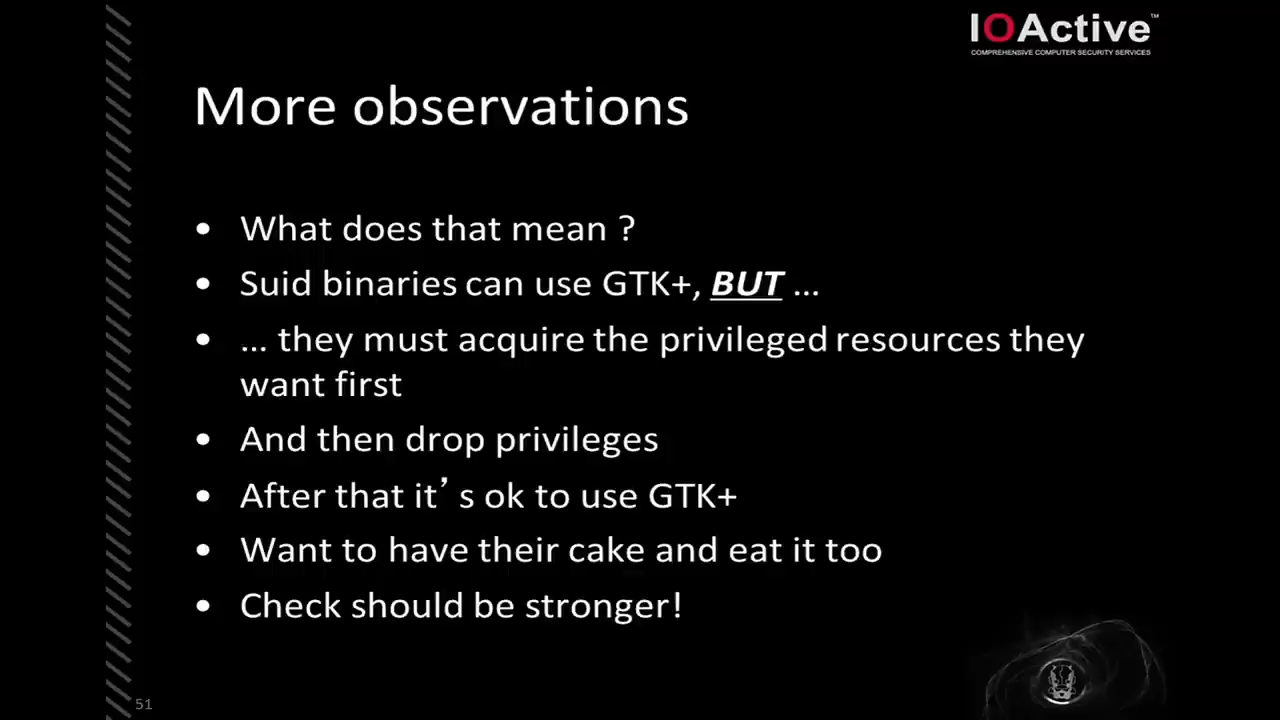 IOActive™
COMPREHENSIVE COMPUTER SECURITY SERVICES
More observations
• What does that mean ?
• Suid binaries can use GTK+, BUT ...
• ... they must acquire the privileged resources they
want first
• And then drop privileges
• After that it’s ok to use GTK+
• Want to have their cake and eat it too
• Check should be stronger!
51